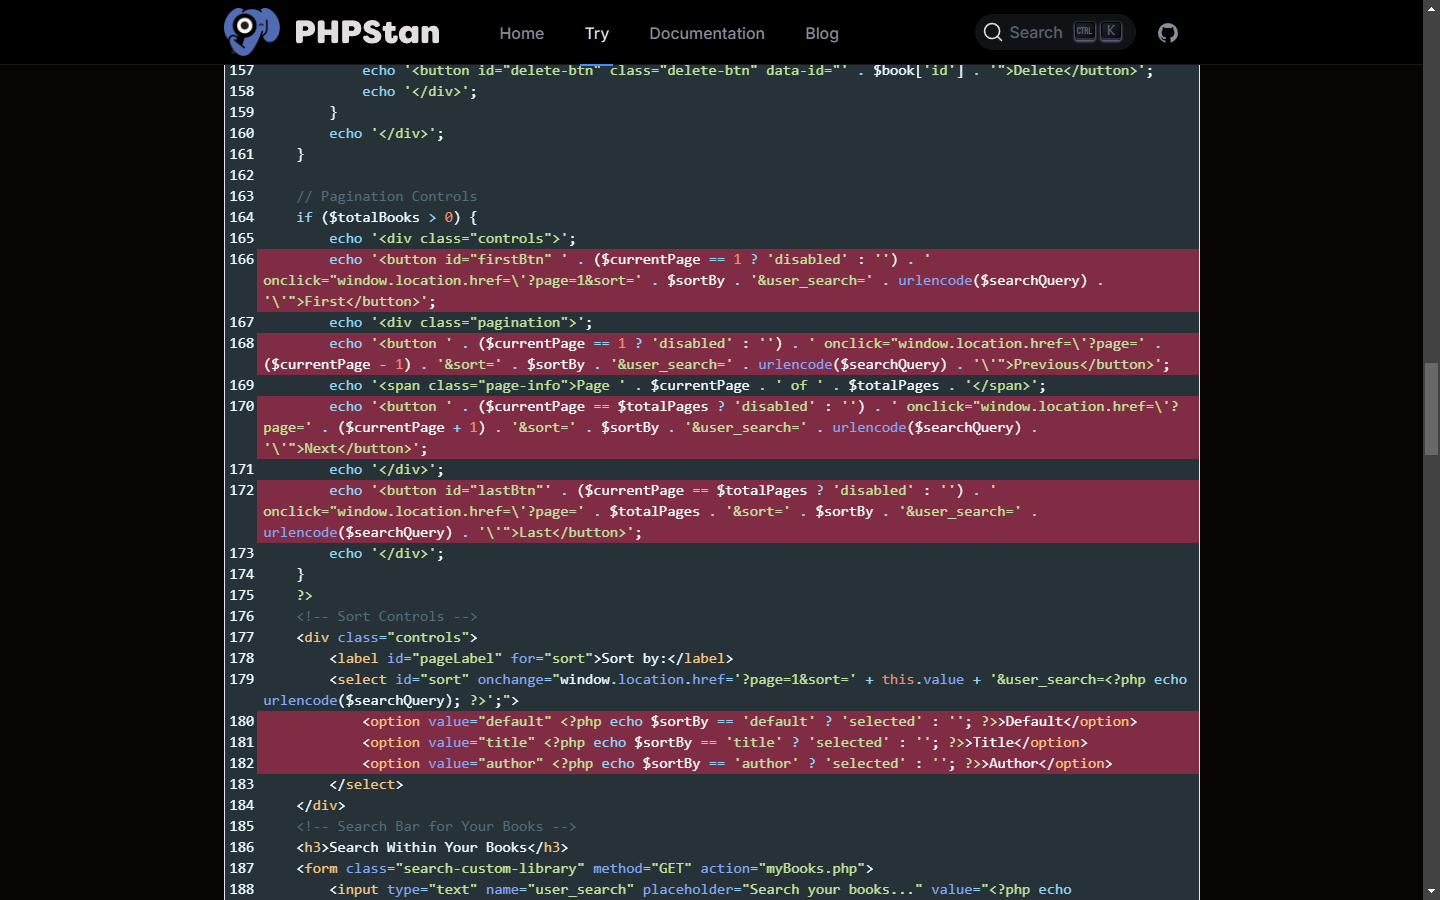 PHPStan Home Try Documentation Blog Search CTRL K
157 echo '<button id="delete-btn" class="delete-btn" data-id="' . $book['id'] . '">Delete</button>';
158 echo '</div>';
159 }
160 echo '</div>';
161 }
162
163 // Pagination Controls
164 if ($totalBooks > 0) {
165 echo '<div class="controls">';
166 echo '<button id="firstBtn" ' . ($currentPage == 1 ? 'disabled' : '') . '
onclick="window.location.href=\'?page=1&sort=' . $sortBy . '&user_search=' . urlencode($searchQuery) .
'\'">First</button>';
167 echo '<div class="pagination">';
168 echo '<button ' . ($currentPage == 1 ? 'disabled' : '') . ' onclick="window.location.href=\'?page=' .
($currentPage - 1) . '&sort=' . $sortBy . '&user_search=' . urlencode($searchQuery) . '\'">Previous</button>';
169 echo '<span class="page-info">Page ' . $currentPage . ' of ' . $totalPages . '</span>';
170 echo '<button ' . ($currentPage == $totalPages ? 'disabled' : '') . ' onclick="window.location.href=\'?
page=' . ($currentPage + 1) . '&sort=' . $sortBy . '&user_search=' . urlencode($searchQuery) .
'\'">Next</button>';
171 echo '</div>';
172 echo '<button id="lastBtn"' . ($currentPage == $totalPages ? 'disabled' : '') . '
onclick="window.location.href=\'?page=' . $totalPages . '&sort=' . $sortBy . '&user_search=' .
urlencode($searchQuery) . '\'">Last</button>';
173 echo '</div>';
174 }
175 ?>
176 <!-- Sort Controls -->
177 <div class="controls">
178 <label id="pageLabel" for="sort">Sort by:</label>
179 <select id="sort" onchange="window.location.href='?page=1&sort=' + this.value + '&user_search=<?php echo
urlencode($searchQuery); ?>';">
180 <option value="default" <?php echo $sortBy == 'default' ? 'selected' : ''; ?>>Default</option>
181 <option value="title" <?php echo $sortBy == 'title' ? 'selected' : ''; ?>>Title</option>
182 <option value="author" <?php echo $sortBy == 'author' ? 'selected' : ''; ?>>Author</option>
183 </select>
184 </div>
185 <!-- Search Bar for Your Books -->
186 <h3>Search Within Your Books</h3>
187 <form class="search-custom-library" method="GET" action="myBooks.php">
188 <input type="text" name="user_search" placeholder="Search your books..." value="<?php echo